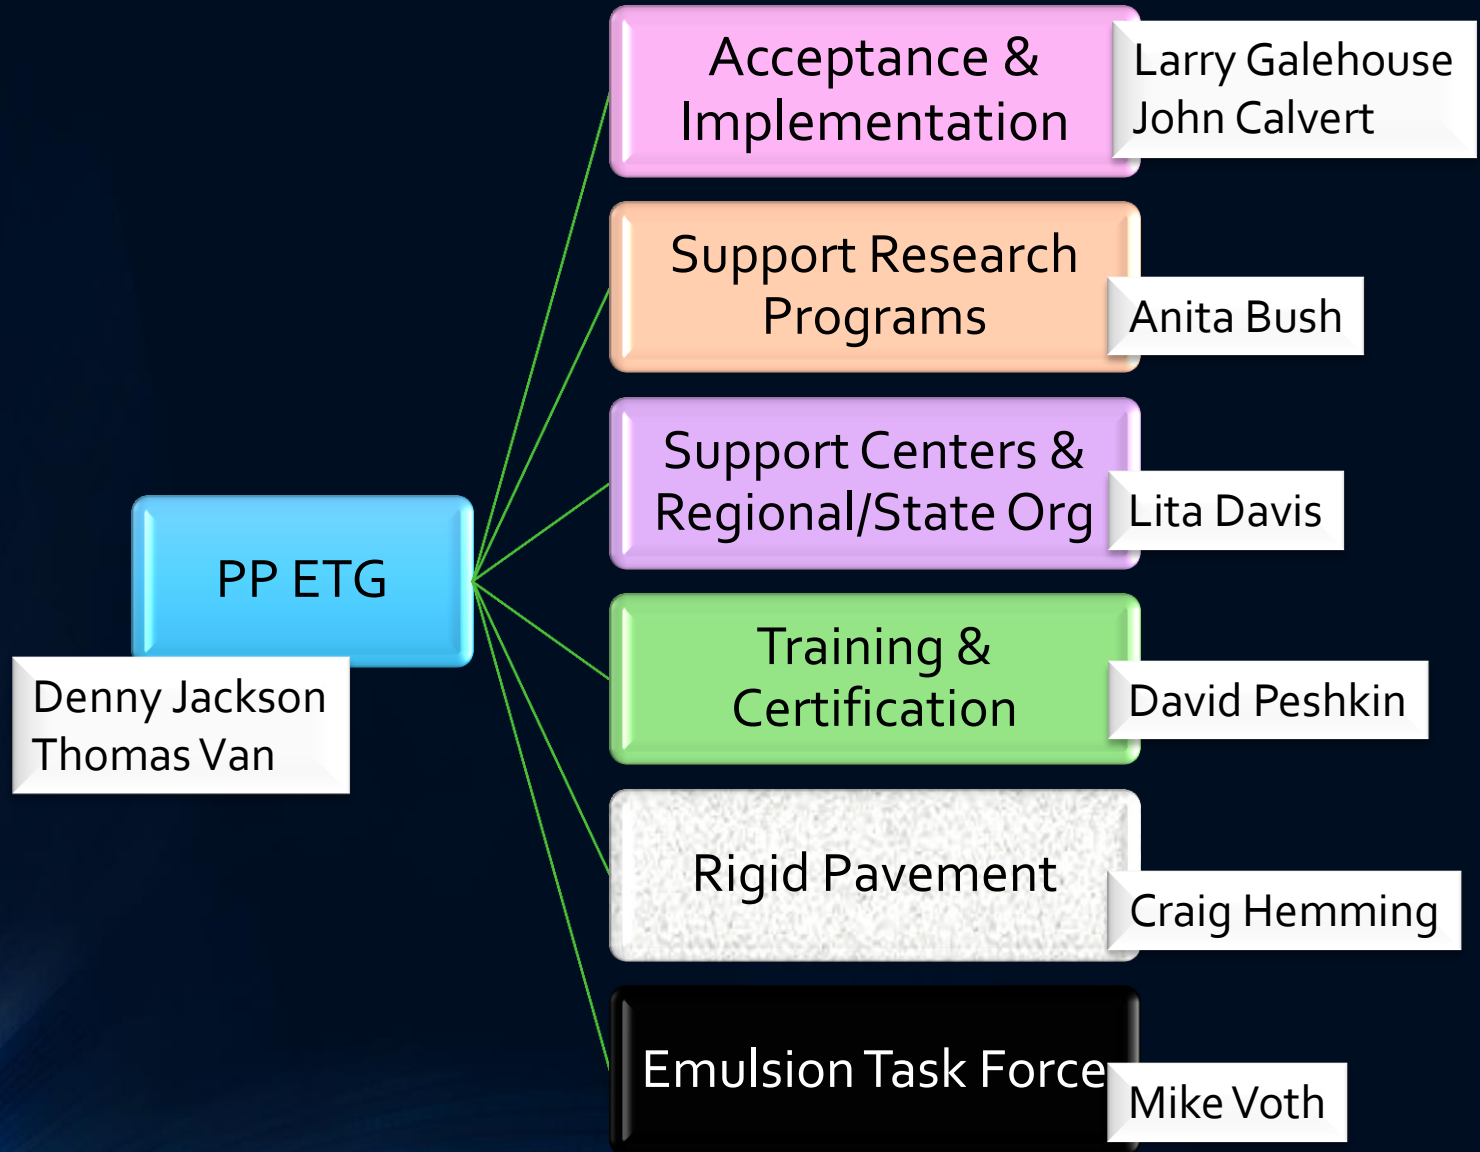 Acceptance &
Implementation
Larry Galehouse
John Calvert
Support Research
Programs
Anita Bush
Support Centers &
Regional/State Org
Lita Davis
PP ETG
Denny Jackson
Thomas Van
Training &
Certification
David Peshkin
Rigid Pavement
Craig Hemming
Emulsion Task Force
Mike Voth